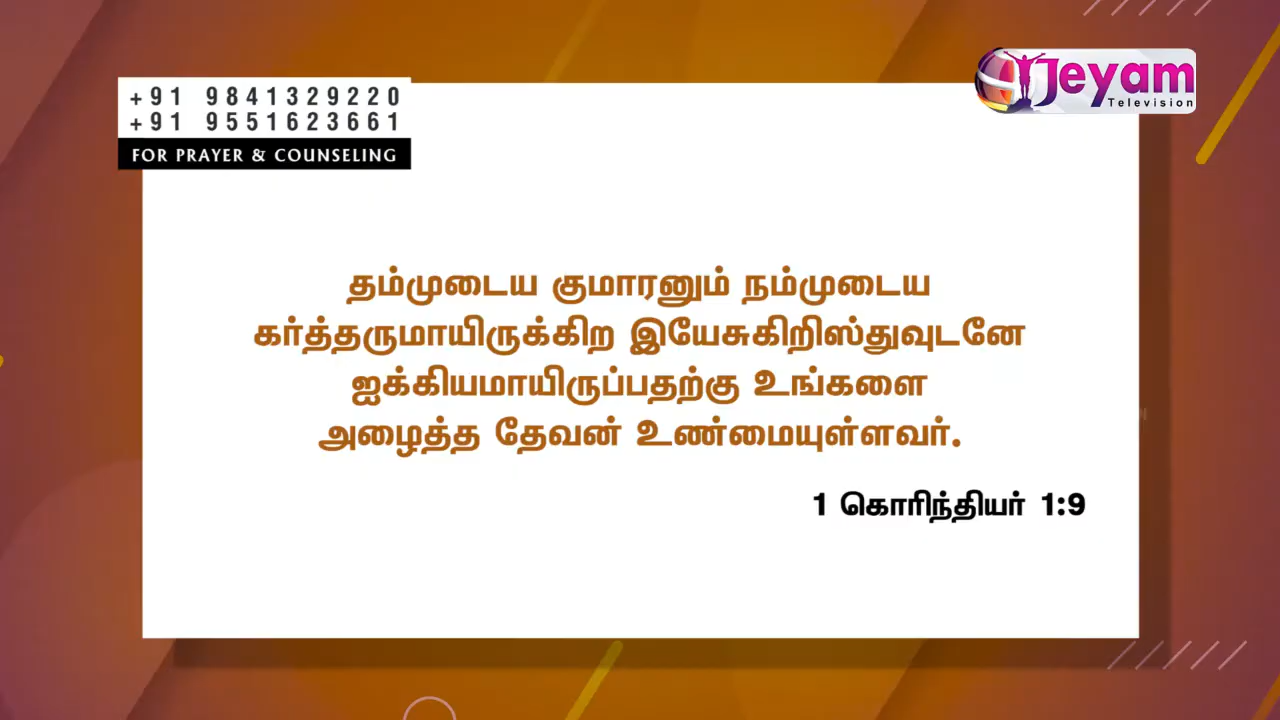 +91 9841329220
+91 9551623661
FOR PRAYER & COUNSELING
Jeyam
Television
தம்முடைய குமாரனும் நம்முடைய
கர்த்தருமாயிருக்கிற இயேசுகிறிஸ்துவுடனே
ஐக்கியமாயிருப்பதற்கு உங்களை
அழைத்த தேவன் உண்மையுள்ளவர்.
1 கொரிந்தியர் 1:9